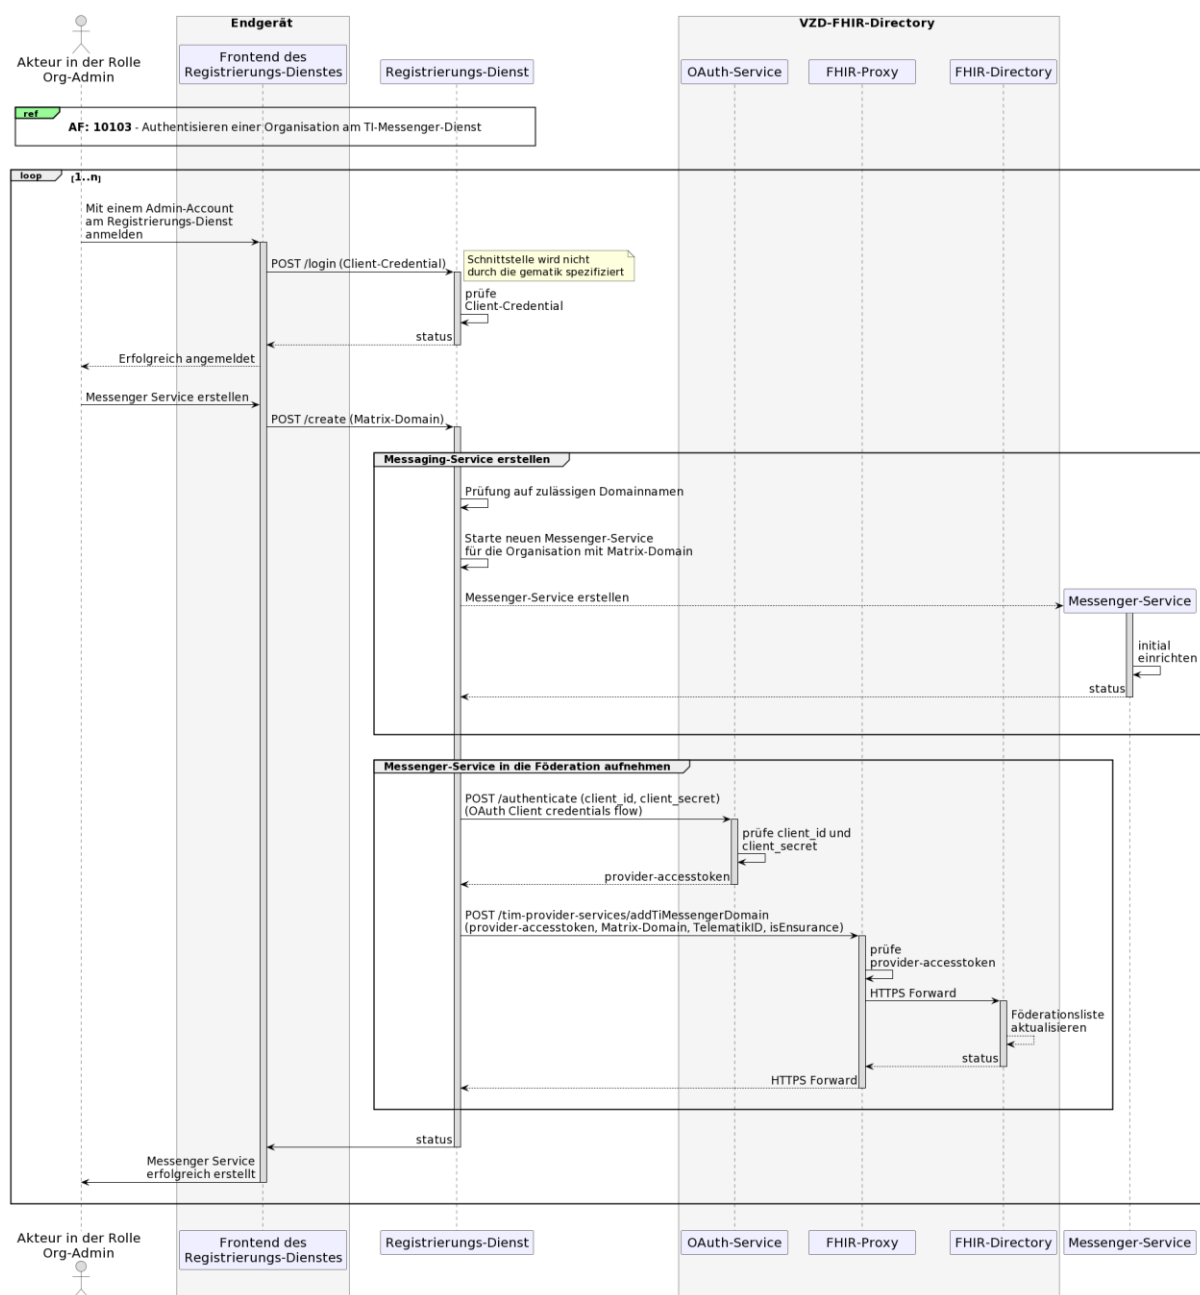 Endgerät
VZD-FHIR-Directory
Akteur in der Rolle
Org-Admin
Frontend des
Registrierungs-Dienstes
Registrierungs-Dienst
OAuth-Service
FHIR-Proxy
FHIR-Directory
ref
AF: 10103 - Authentisieren einer Organisation am TI-Messenger-Dienst
loop
[1..n]
Mit einem Admin-Account
am Registrierungs-Dienst
anmelden
POST /login (Client-Credential)
Schnittstelle wird nicht
durch die gematik spezifiziert
prüfe
Client-Credential
status
Erfolgreich angemeldet
Messenger Service erstellen
POST /create (Matrix-Domain)
Messaging-Service erstellen
Prüfung auf zulässigen Domainnamen
Starte neuen Messenger-Service
für die Organisation mit Matrix-Domain
Messenger-Service erstellen
Messenger-Service
initial
einrichten
status
Messenger-Service in die Föderation aufnehmen
POST /authenticate (client_id, client_secret)
(OAuth Client credentials flow)
prüfe client_id und
client_secret
provider-accesstoken
POST /tim-provider-services/addTiMessengerDomain
(provider-accesstoken, Matrix-Domain, TelematikID, isEnsurance)
prüfe
provider-accesstoken
HTTPS Forward
Föderationsliste
aktualisieren
status
HTTPS Forward
status
Messenger Service
erfolgreich erstellt
Akteur in der Rolle
Org-Admin
Frontend des
Registrierungs-Dienstes
Registrierungs-Dienst
OAuth-Service
FHIR-Proxy
FHIR-Directory
Messenger-Service